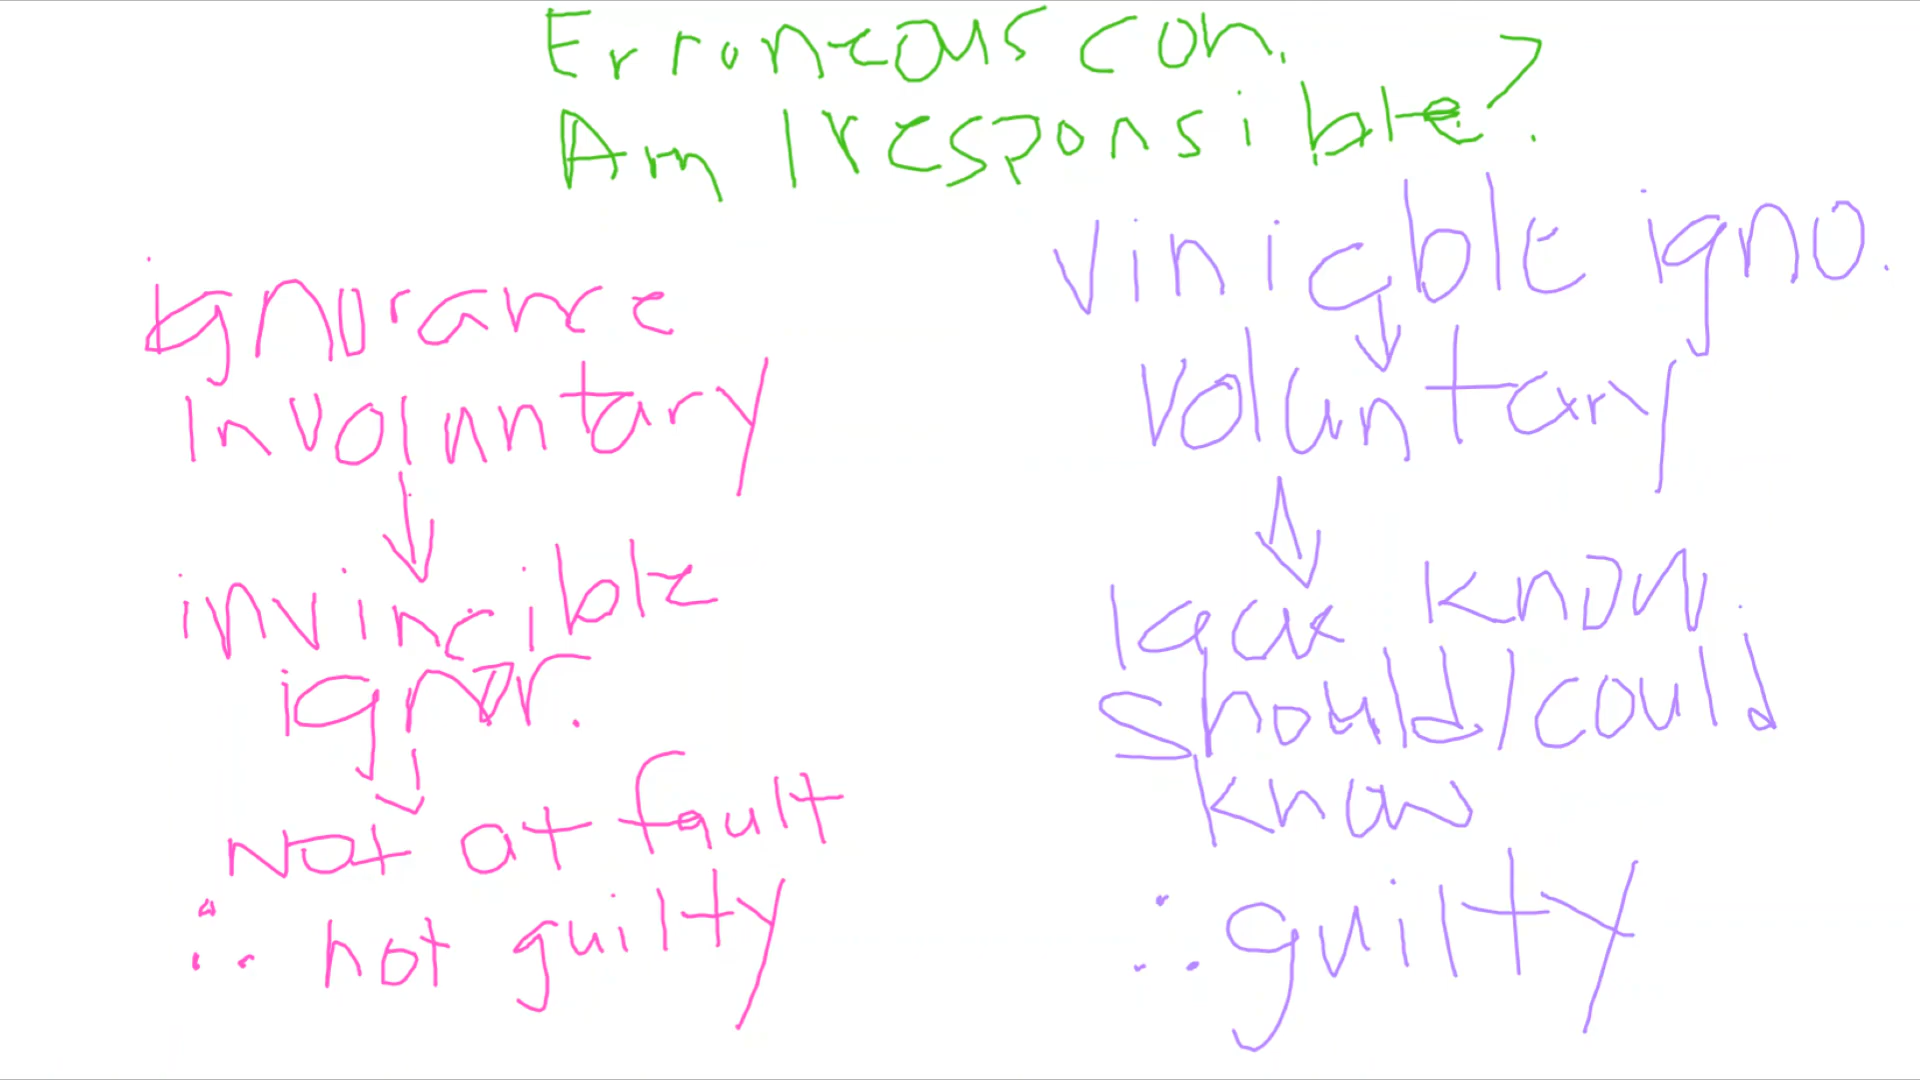 Erroneous con.
Am I responsible?
ignorance
Involuntary
invincible
ignor.
Not at fault
∴ not guilty
vinicble igno.
voluntary
lack know.
should/could
know
∴ guilty